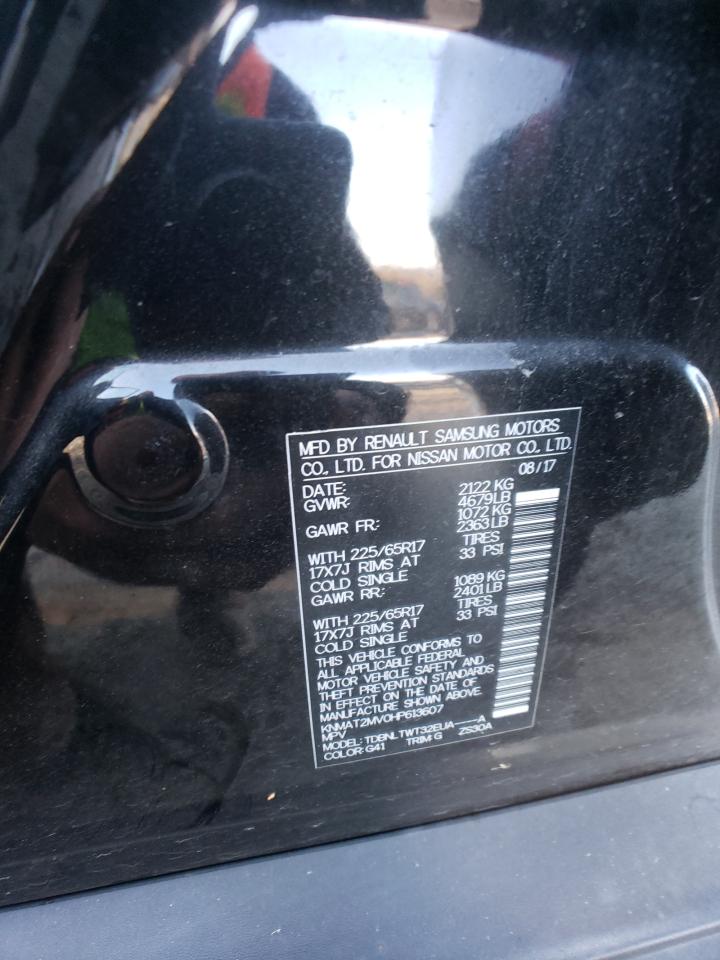 MFD BY RENAULT SAMSUNG MOTORS
CO., LTD. FOR NISSAN MOTOR CO., LTD.
DATE: 08/17
GVWR: 2122 KG
4679 LB
GAWR FR: 1072 KG
2363 LB
WITH 225/65R17 TIRES
17X7J RIMS AT 33 PSI
COLD SINGLE
GAWR RR: 1089 KG
2401 LB
WITH 225/65R17 TIRES
17X7J RIMS AT 33 PSI
COLD SINGLE
THIS VEHICLE CONFORMS TO
ALL APPLICABLE FEDERAL
MOTOR VEHICLE SAFETY AND
THEFT PREVENTION STANDARDS
IN EFFECT ON THE DATE OF
MANUFACTURE SHOWN ABOVE.
KNMAT2MV0HP613607
MPV
MODEL: TDBNLTWT32EUA----A
COLOR: G41 TRIM: G ZS30A